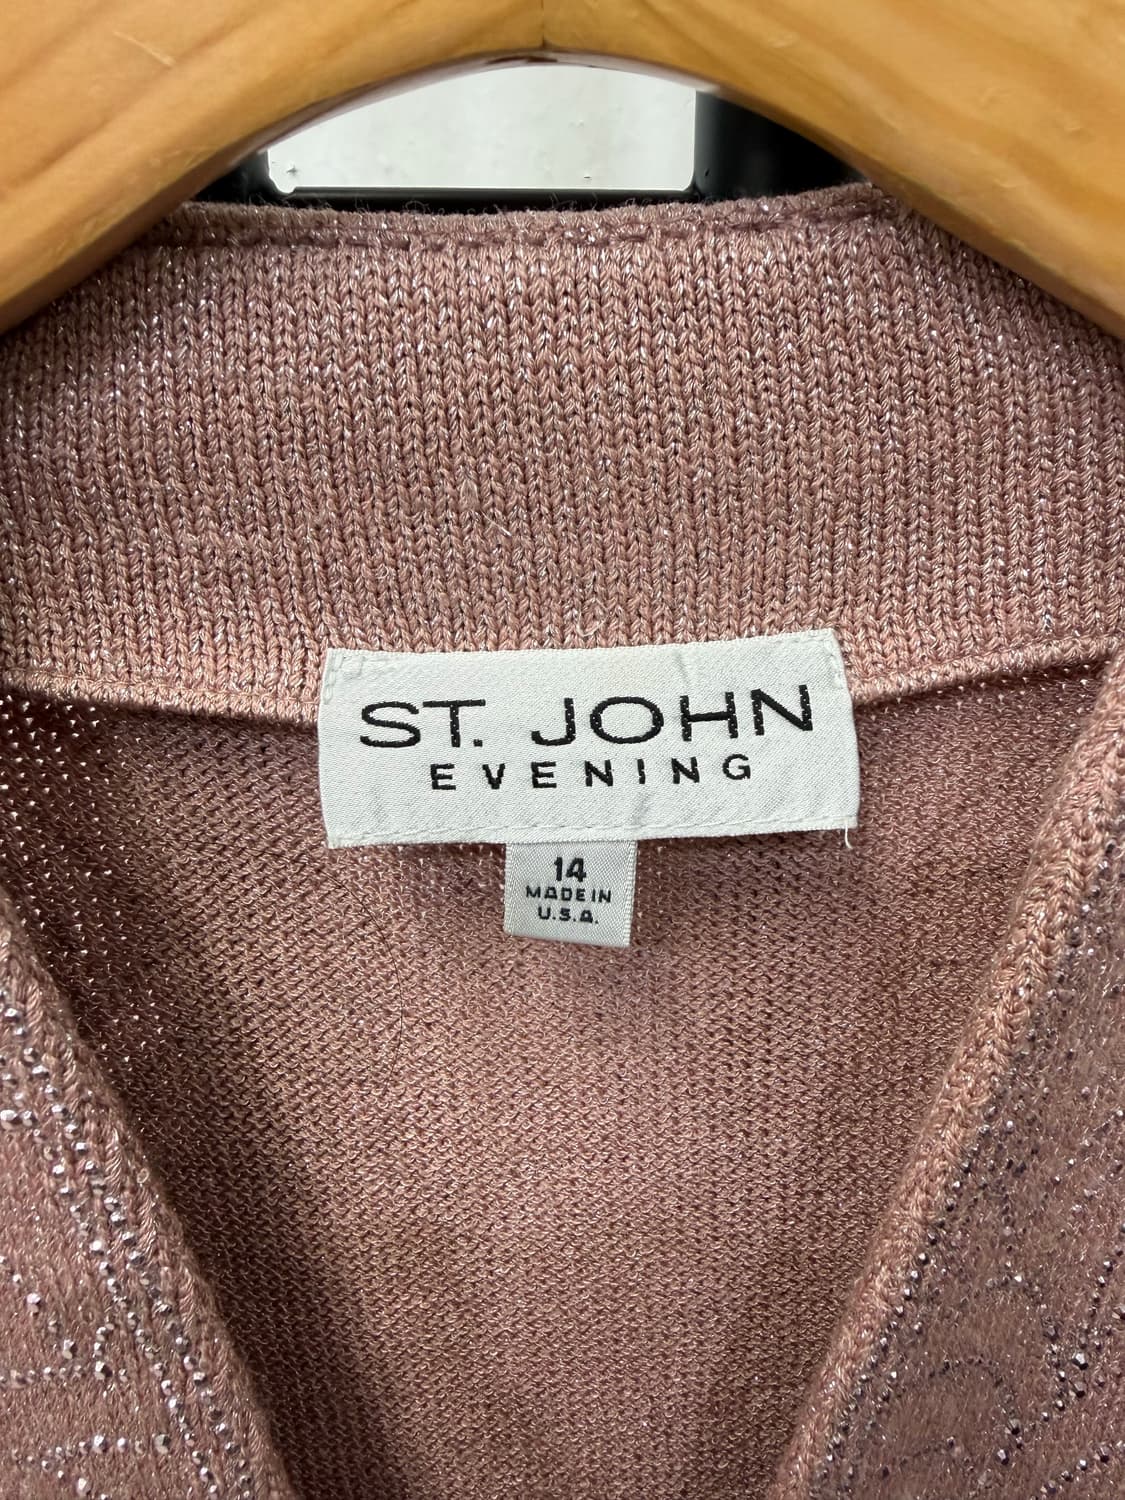 ST. JOHN
EVENING
14
MADE IN
U.S.A.